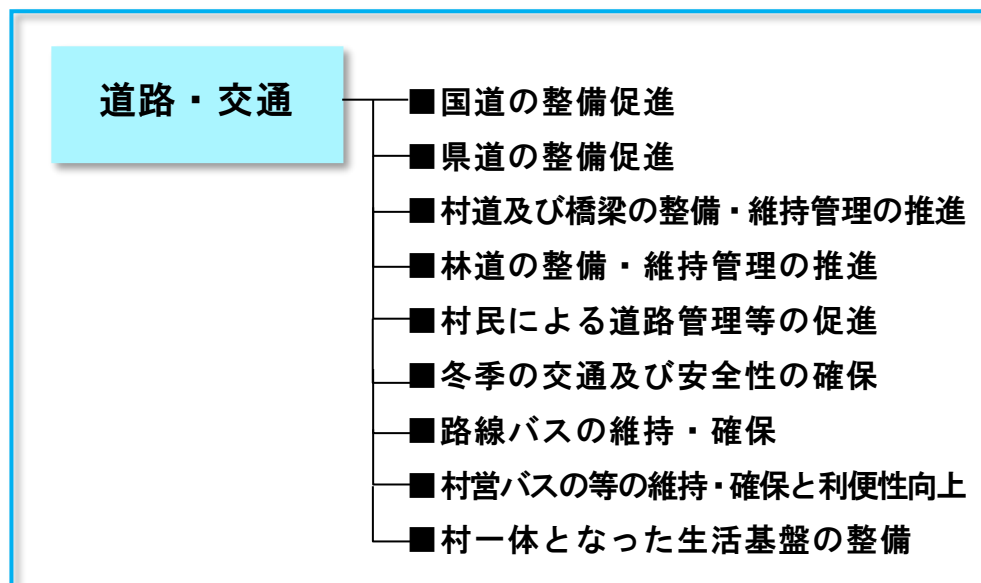 道路・交通
■国道の整備促進
■県道の整備促進
■村道及び橋梁の整備・維持管理の推進
■林道の整備・維持管理の推進
■村民による道路管理等の促進
■冬季の交通及び安全性の確保
■路線バスの維持・確保
■村営バスの等の維持・確保と利便性向上
■村一体となった生活基盤の整備